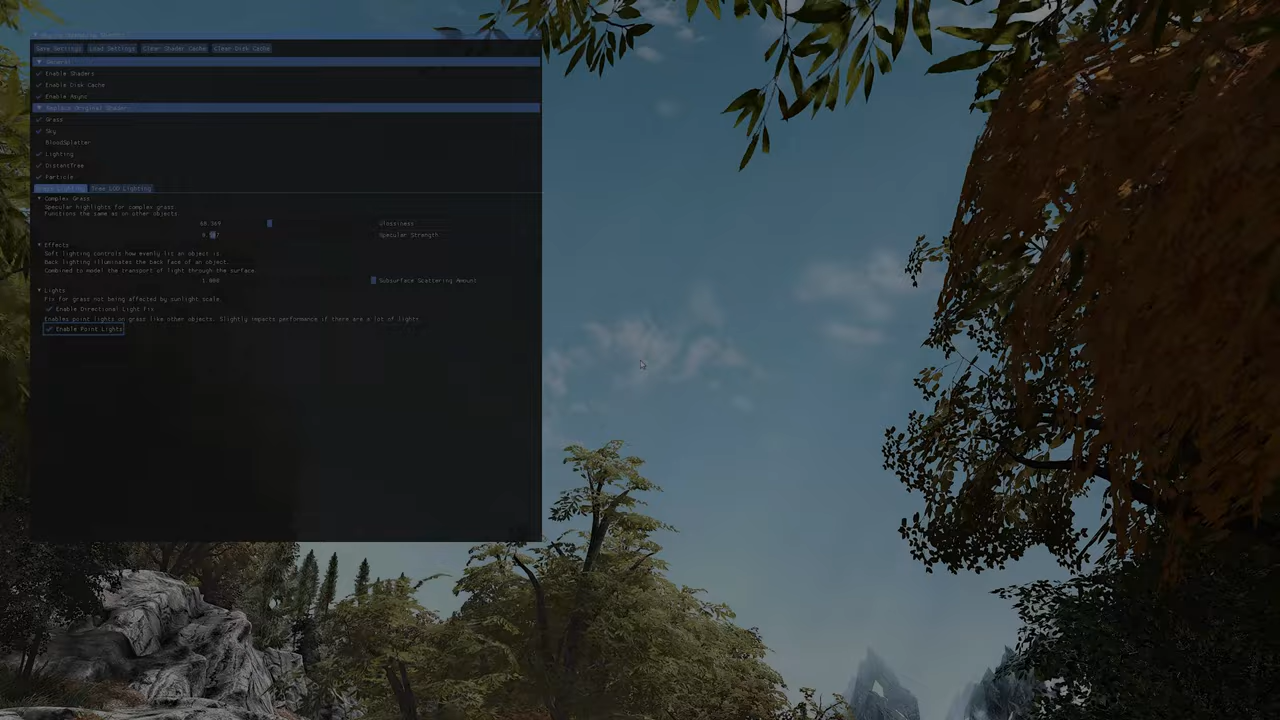 Skyrim Community Shaders
Save Settings Load Settings Clear Shader Cache Clear Disk Cache
General
Enable Shaders
Enable Disk Cache
Enable Async
Replace Original Shaders
Grass
Sky
BloodSplatter
Lighting
DistantTree
Particle
Grass Lighting Tree LOD Lighting
Complex Grass
Specular highlights for complex grass.
Functions the same as on other objects.
Glossiness
Specular Strength
Effects
Soft lighting controls how evenly lit an object is.
Back lighting illuminates the back face of an object.
Combined to model the transport of light through the surface.
1.000 Subsurface Scattering Amount
Lights
Fix for grass not being affected by sunlight scale.
Enable Directional Light Fix
Enables point lights on grass like other objects. Slightly impacts performance if there are a lot of lights.
Enable Point Lights